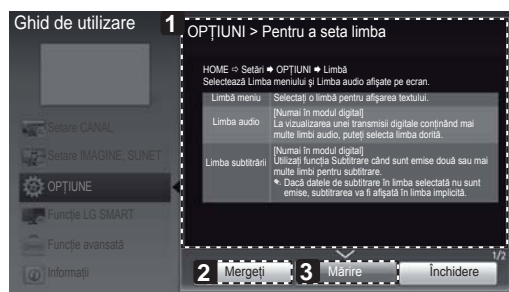 Ghid de utilizare
1
OPȚIUNI > Pentru a seta limba
HOME ➪ Setări ➧ OPȚIUNI ➧ Limbă
Selectează Limba meniului și Limba audio afișate pe ecran.
Limbă meniu
Selectați o limbă pentru afișarea textului.
Limba audio
[Numai în modul digital]
La vizualizarea unei transmisii digitale conținând mai
multe limbi audio, puteți selecta limba dorită.
Limba subtitrării
[Numai în modul digital]
Utilizați funcția Subtitrare când sunt emise două sau mai
multe limbi pentru subtitrare.
Dacă datele de subtitrare în limba selectată nu sunt
emise, subtitrarea va fi afișată în limba implicită.
Setare CANAL
Setare IMAGINE, SUNET
OPȚIUNE
Funcție LG SMART
Funcție avansată
Informații
1/2
2 Mergeți
3 Mărire
Închidere